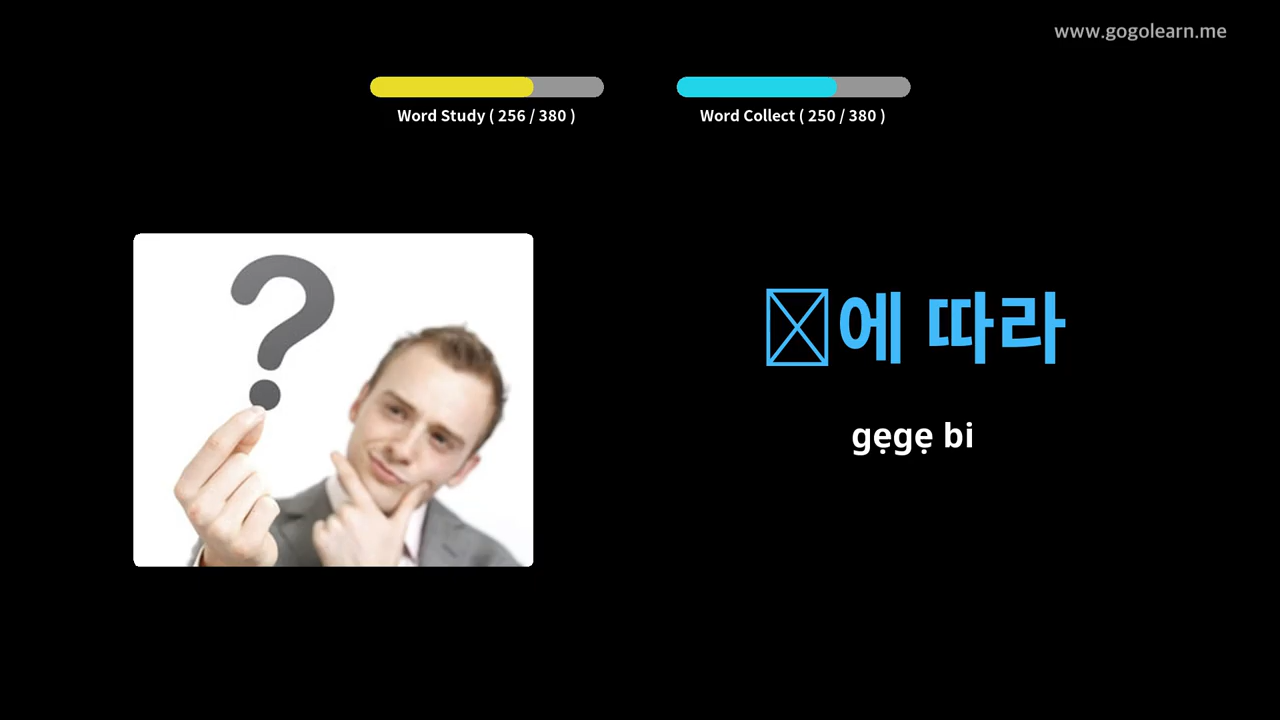 www.gogolearn.me
Word Study ( 256 / 380 )
Word Collect ( 250 / 380 )
에 따라
gẹgẹ bi